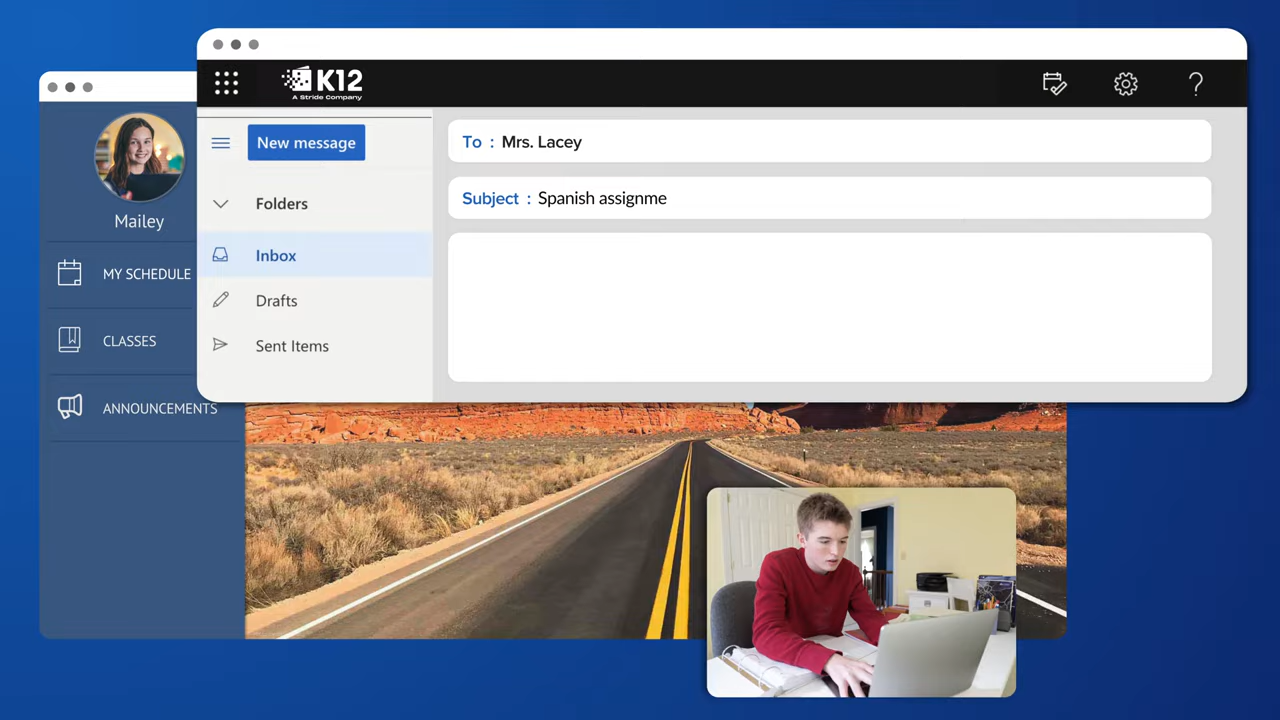 K12
A Stride Company
New message
To : Mrs. Lacey
Subject : Spanish assignme
Folders
Inbox
Drafts
Sent Items
Mailey
MY SCHEDULE
CLASSES
ANNOUNCEMENTS